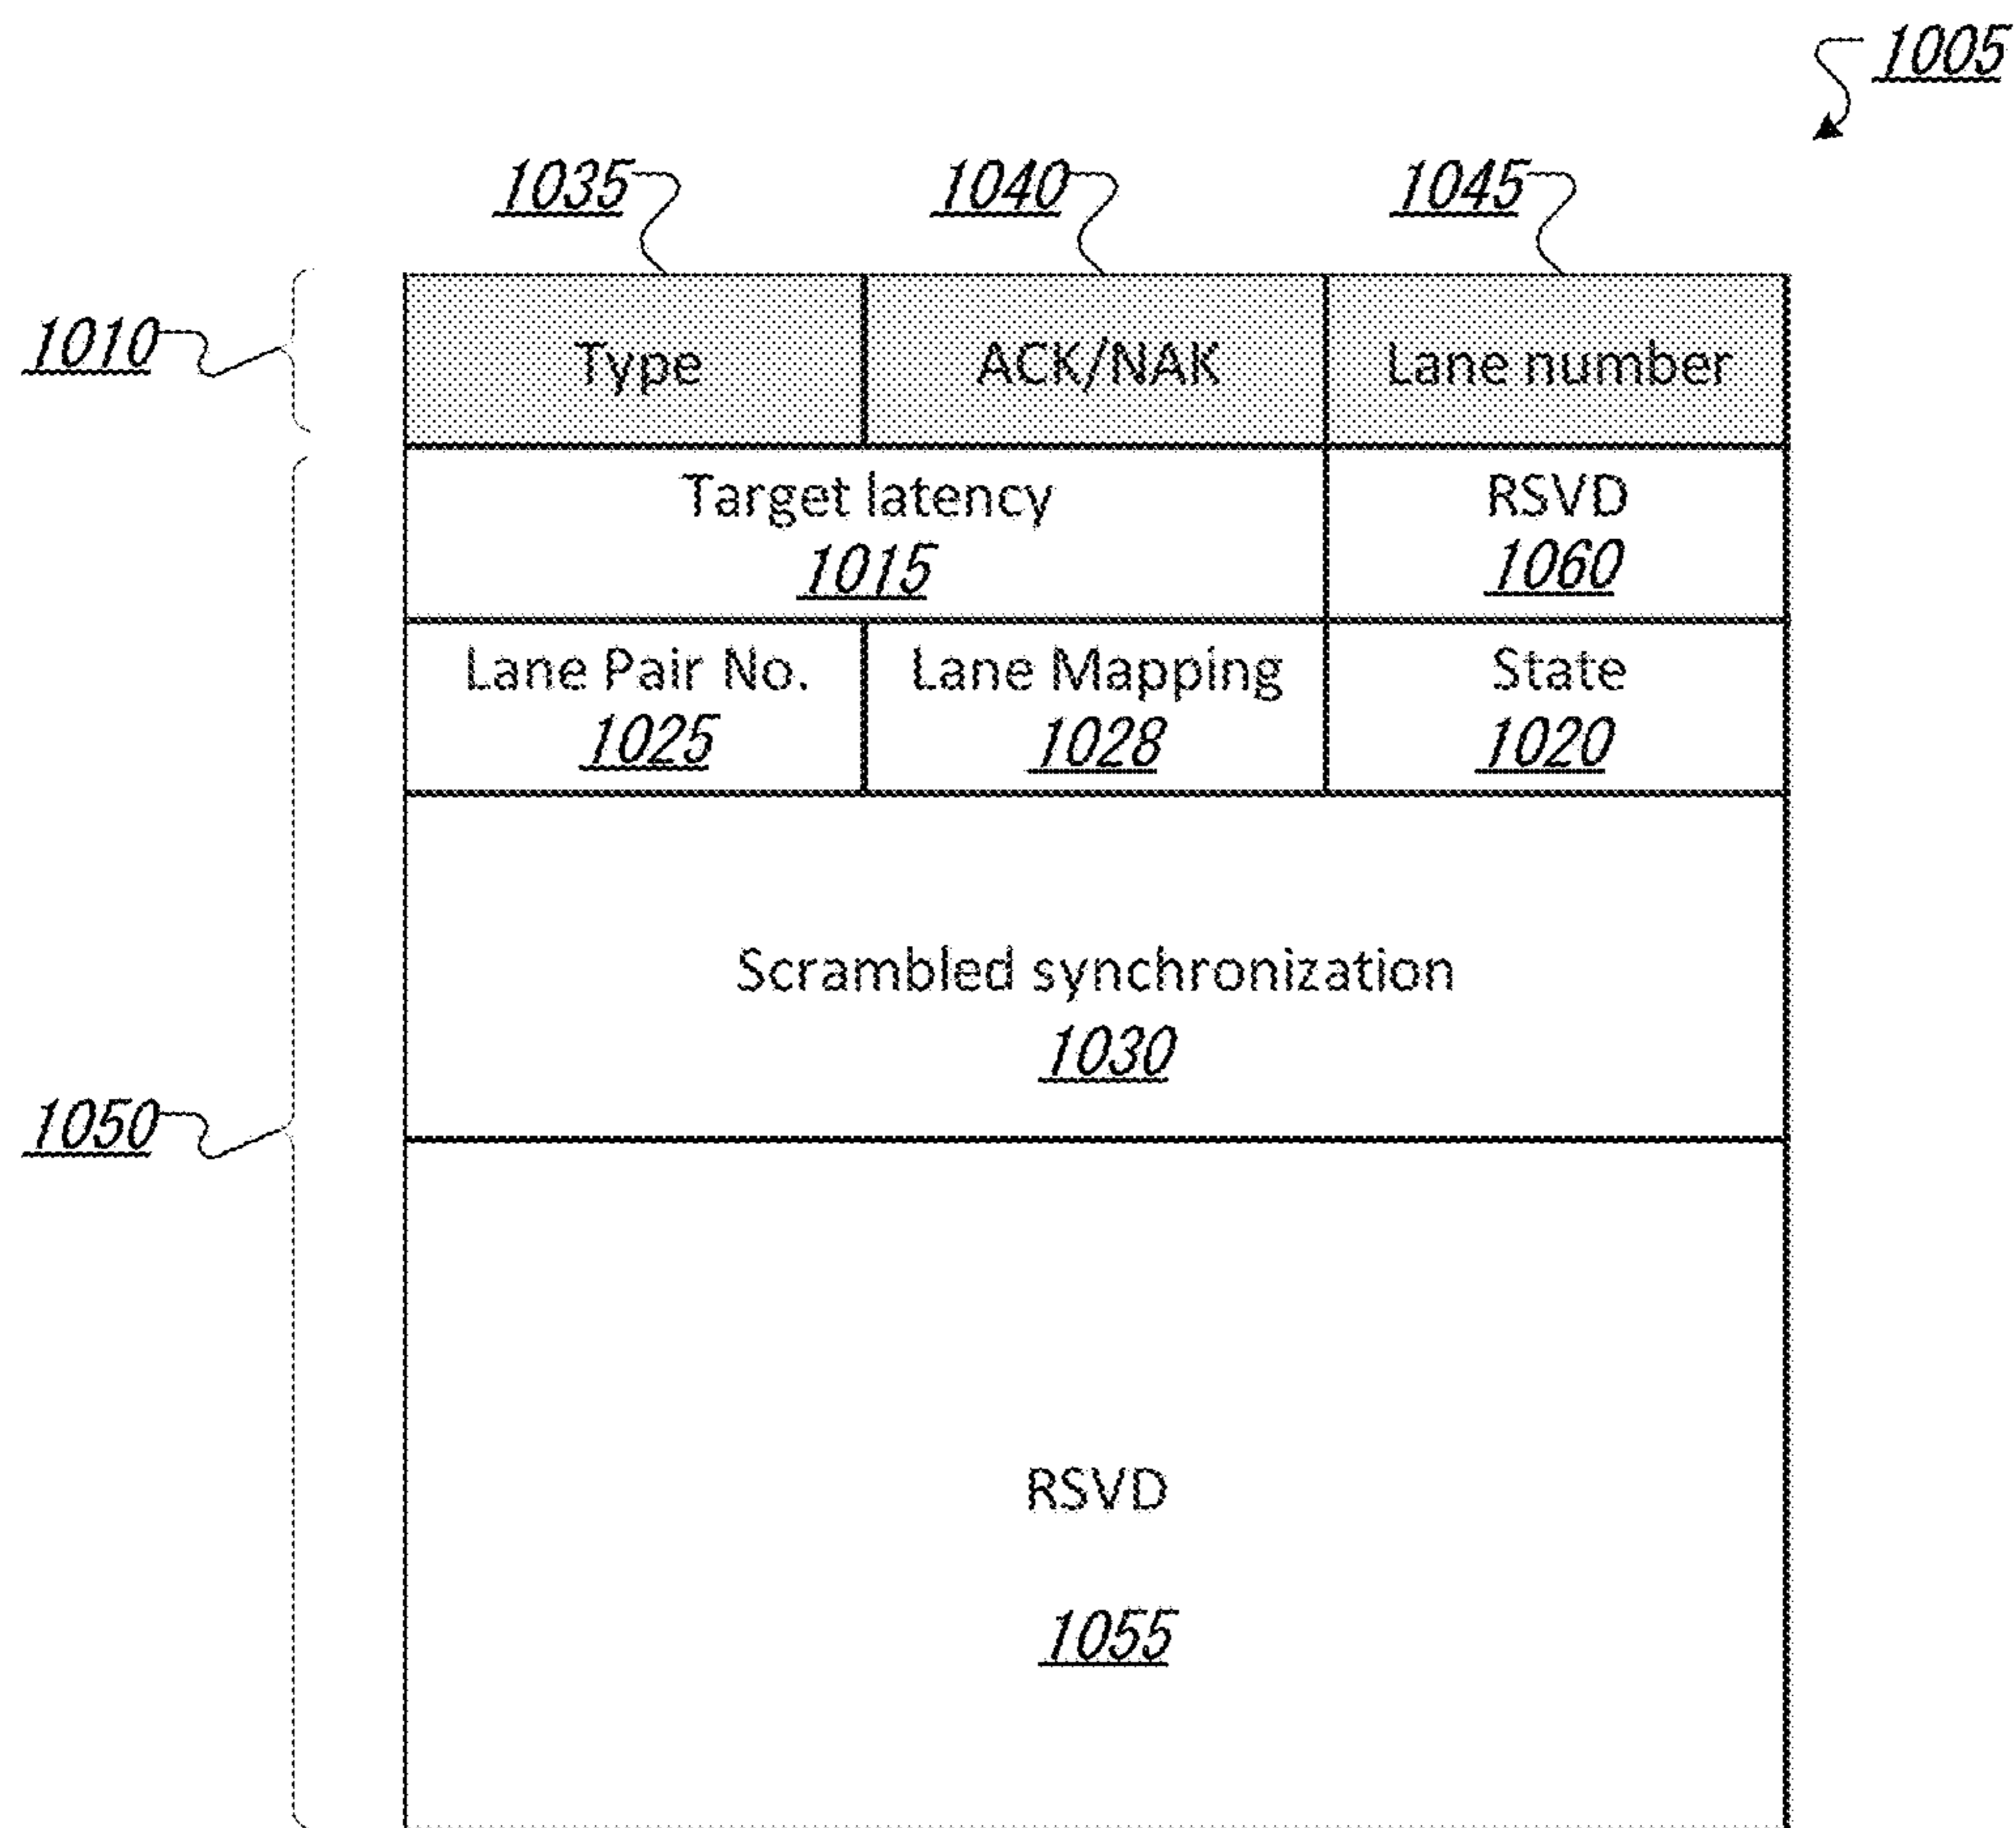 1005
1035 1040 1045
1010
Type ACK/NAK Lane number
Target latency RSVD
1015 1060
Lane Pair No. Lane Mapping State
1025 1028 1020
Scrambled synchronization
1030
1050
RSVD
1055